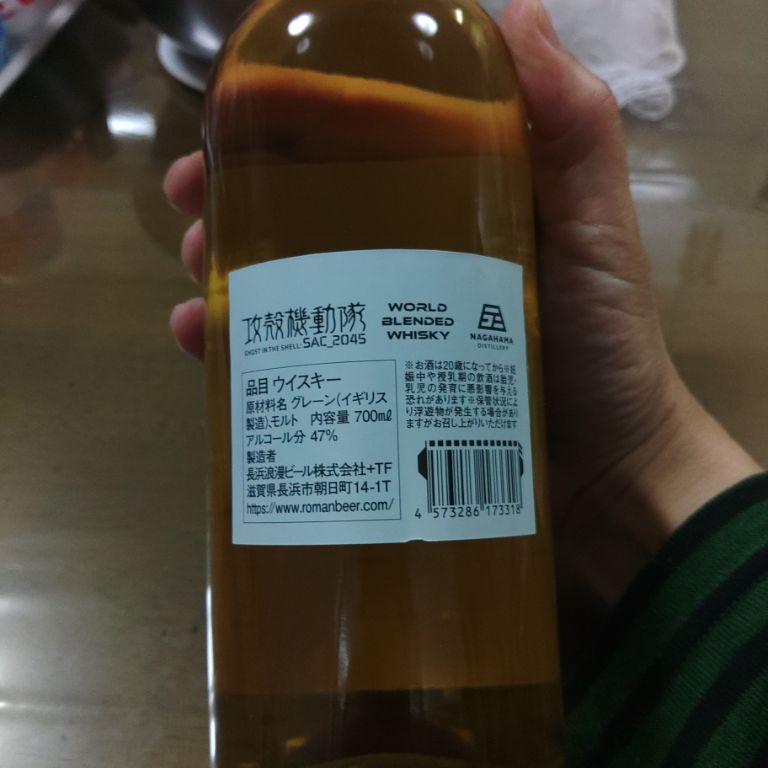 攻殻機動隊
GHOST IN THE SHELL: SAC_2045
WORLD
BLENDED
WHISKY
NAGAHAMA
DISTILLERY
品目 ウイスキー
原材料名 グレーン(イギリス
製造)、モルト 内容量 700mℓ
アルコール分 47%
製造者
長浜浪漫ビール株式会社+TF
滋賀県長浜市朝日町14-1T
https://www.romanbeer.com/
※お酒は20歳になってから※妊
娠中や授乳期の飲酒は胎児・
乳児の発育に悪影響を与える
恐れがあります※保管状況によ
り浮遊物が発生する場合があり
ますがお召し上がりいただけます
4 573286 173318